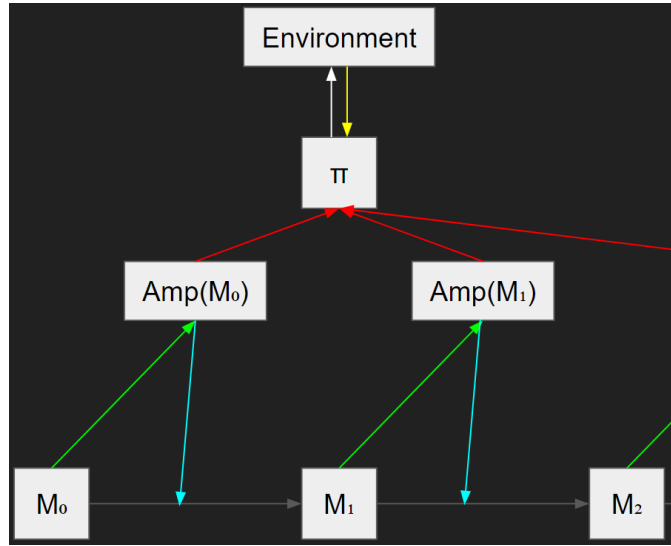 Environment
π
Amp(M₀)
Amp(M₁)
M₀
M₁
M₂